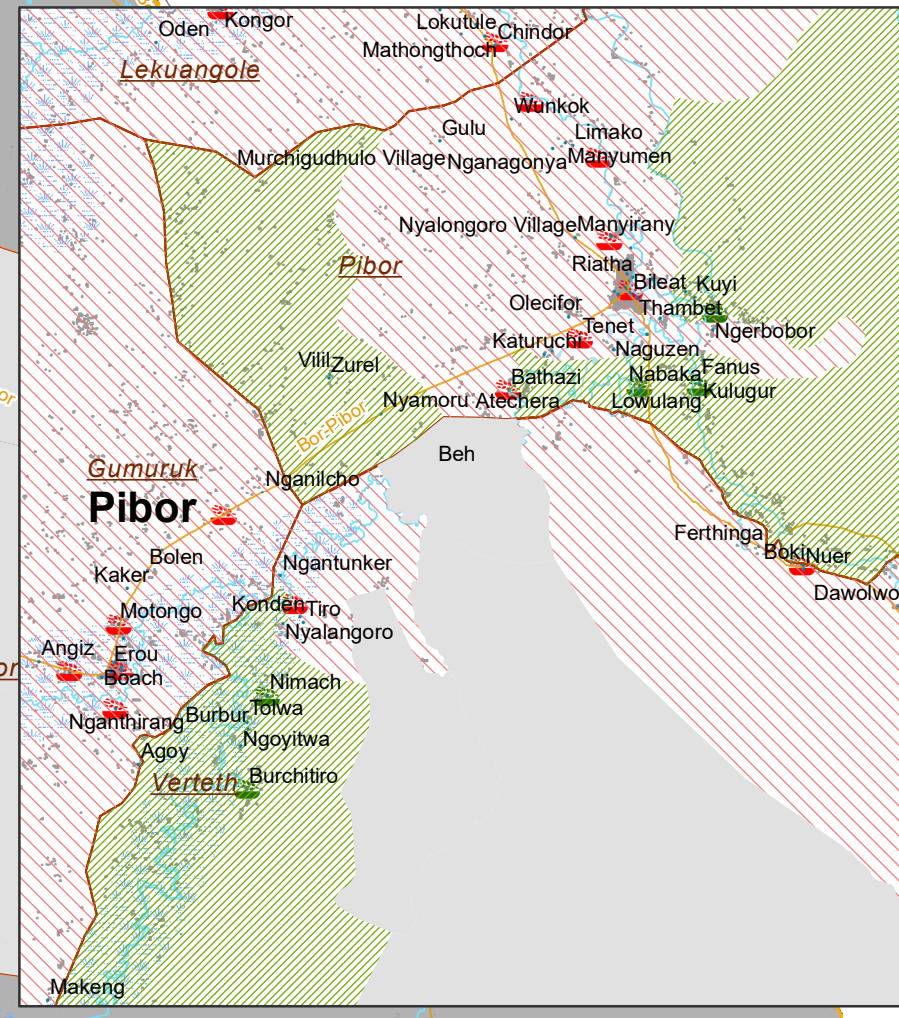 Lokutule
Kongor
Oden
Chindor
Mathongthoch
Lekuangole
Wunkok
Gulu
Limako
Murchigudhulo Village
Nganagonya
Manyumen
Nyalongoro Village
Manyirany
Pibor
Riatha
Bileat
Kuyi
Olecifor
Thambet
Tenet
Ngerbobor
Katuruchi
Naguzen
Vilil
Zurel
Fanus
Nabaka
Bathazi
Kulugur
or
Nyamoru
Atechera
Lowulang
Bor-Pibor
Beh
Gumuruk
Nganilcho
Pibor
Ferthinga
Boki
Nuer
Bolen
Ngantunker
Kaker
Dawolwo
Konden
Tiro
Motongo
Nyalangoro
Angiz
Erou
or
Boach
Nimach
Tolwa
Nganthirang
Burbur
Ngoyitwa
Agoy
Verteth
Burchitiro
Makeng